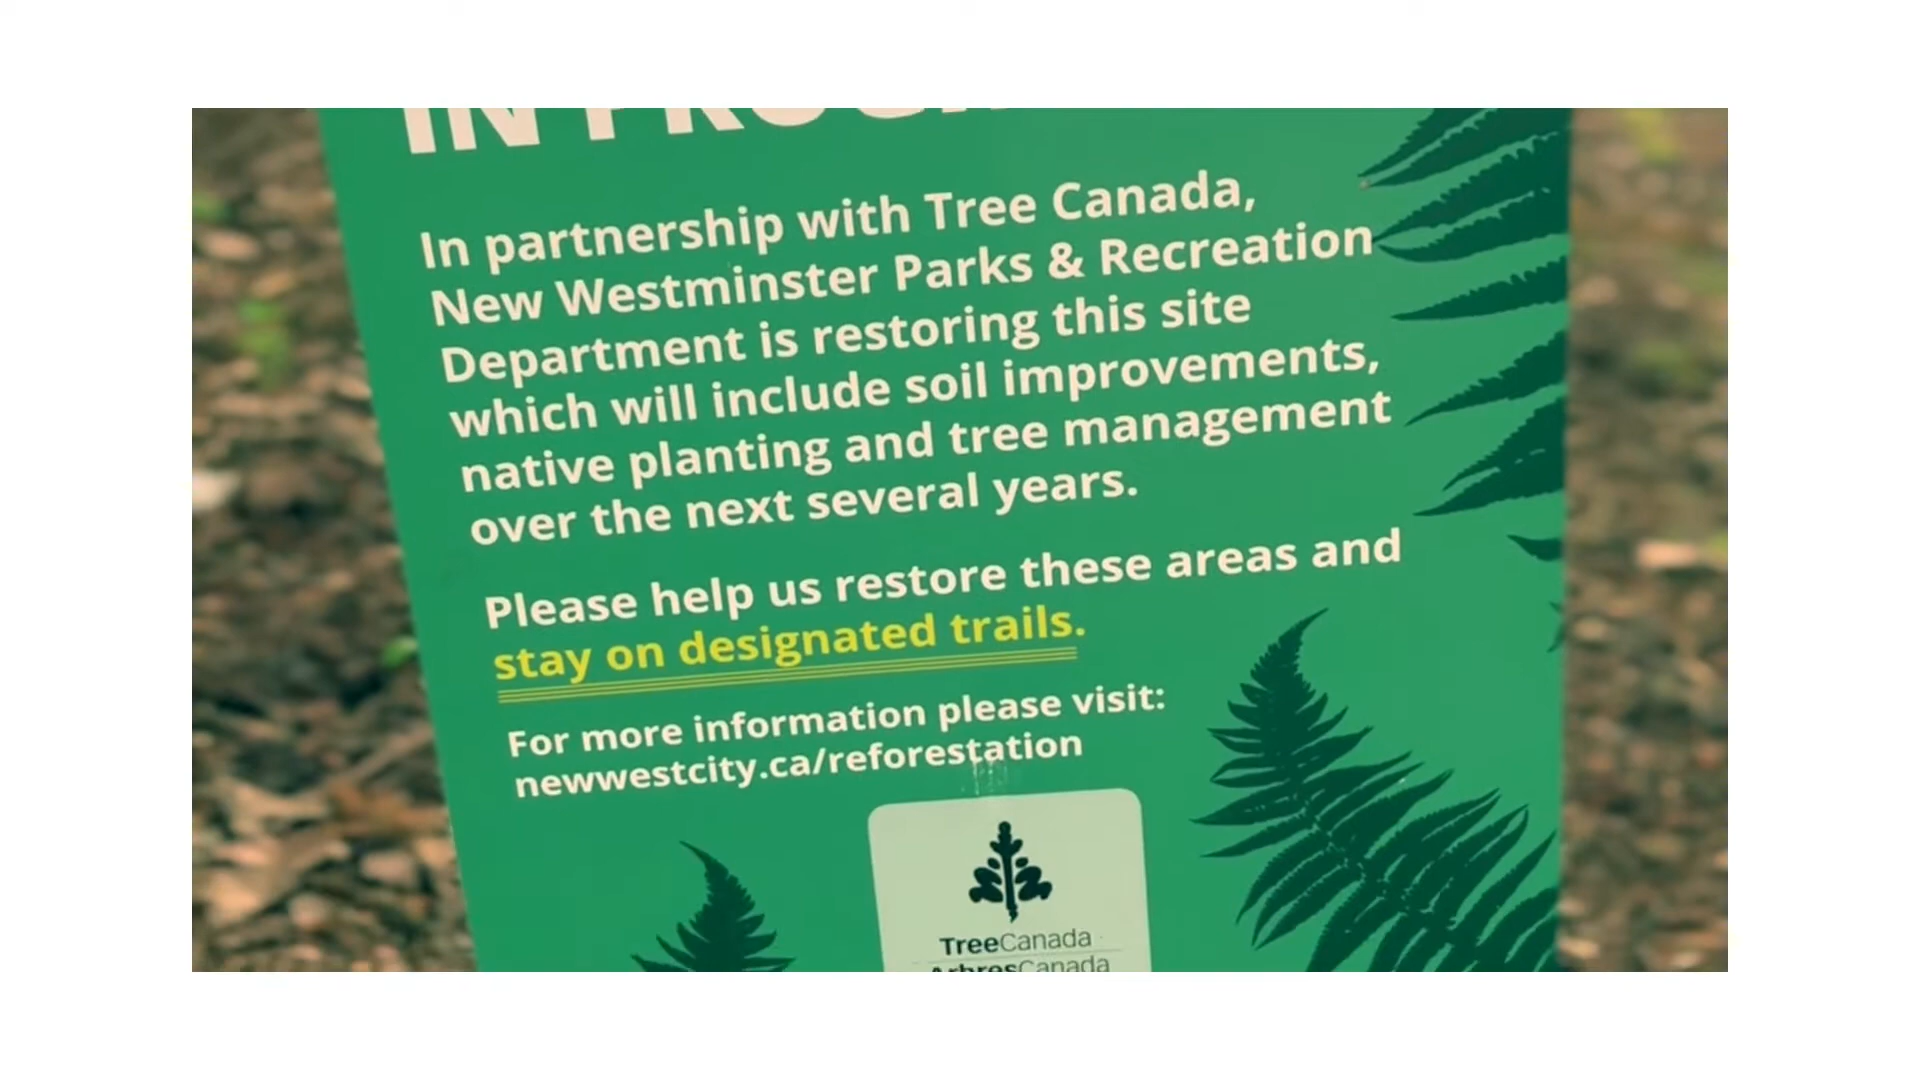 IN
In partnership with Tree Canada,
New Westminster Parks & Recreation
Department is restoring this site
which will include soil improvements,
native planting and tree management
over the next several years.
Please help us restore these areas and
stay on designated trails.
For more information please visit:
newwestcity.ca/reforestation
TreeCanada
ArbresCanada